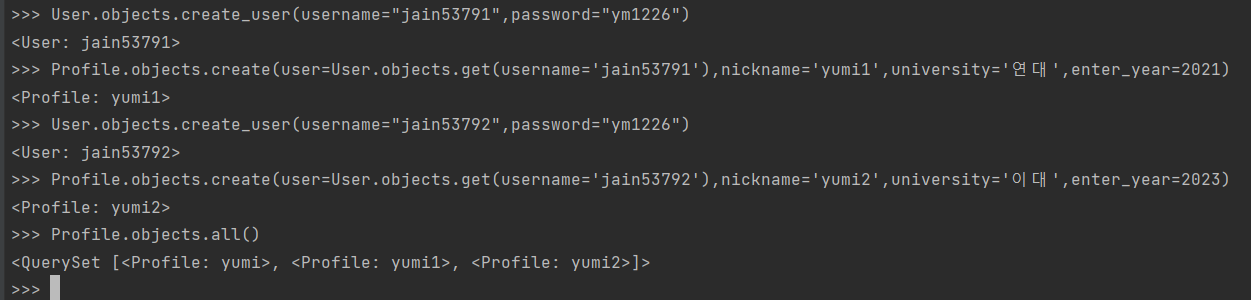 >>> User.objects.create_user(username="jain53791",password="ym1226")
<User: jain53791>
>>> Profile.objects.create(user=User.objects.get(username='jain53791'),nickname='yumi1',university='연대',enter_year=2021)
<Profile: yumi1>
>>> User.objects.create_user(username="jain53792",password="ym1226")
<User: jain53792>
>>> Profile.objects.create(user=User.objects.get(username='jain53792'),nickname='yumi2',university='이대',enter_year=2023)
<Profile: yumi2>
>>> Profile.objects.all()
<QuerySet [<Profile: yumi>, <Profile: yumi1>, <Profile: yumi2>]>
>>>